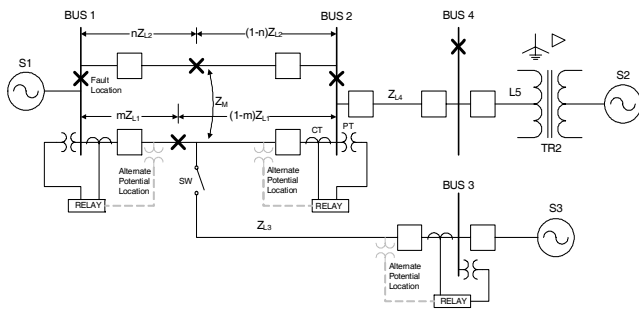 BUS 1
BUS 2
BUS 4
nZL2
(1-n)ZL2
S1
Fault
Location
ZM
ZL4
L5
S2
mZL1
(1-m)ZL1
TR2
CT
PT
Alternate
Potential
Location
SW
Alternate
Potential
Location
RELAY
RELAY
BUS 3
S3
ZL3
Alternate
Potential
Location
RELAY